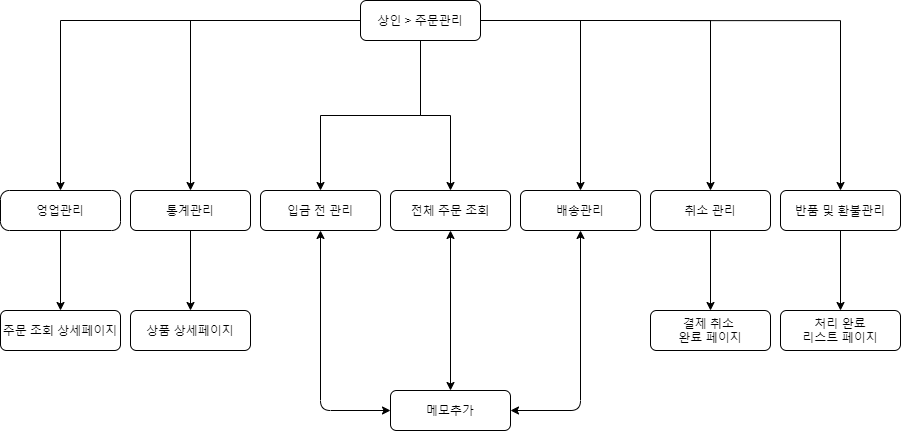 상인 > 주문관리
영업관리
통계관리
입금 전 관리
전체 주문 조회
배송관리
취소 관리
반품 및 환불관리
주문 조회 상세페이지
상품 상세페이지
결제 취소
완료 페이지
처리 완료
리스트 페이지
메모추가